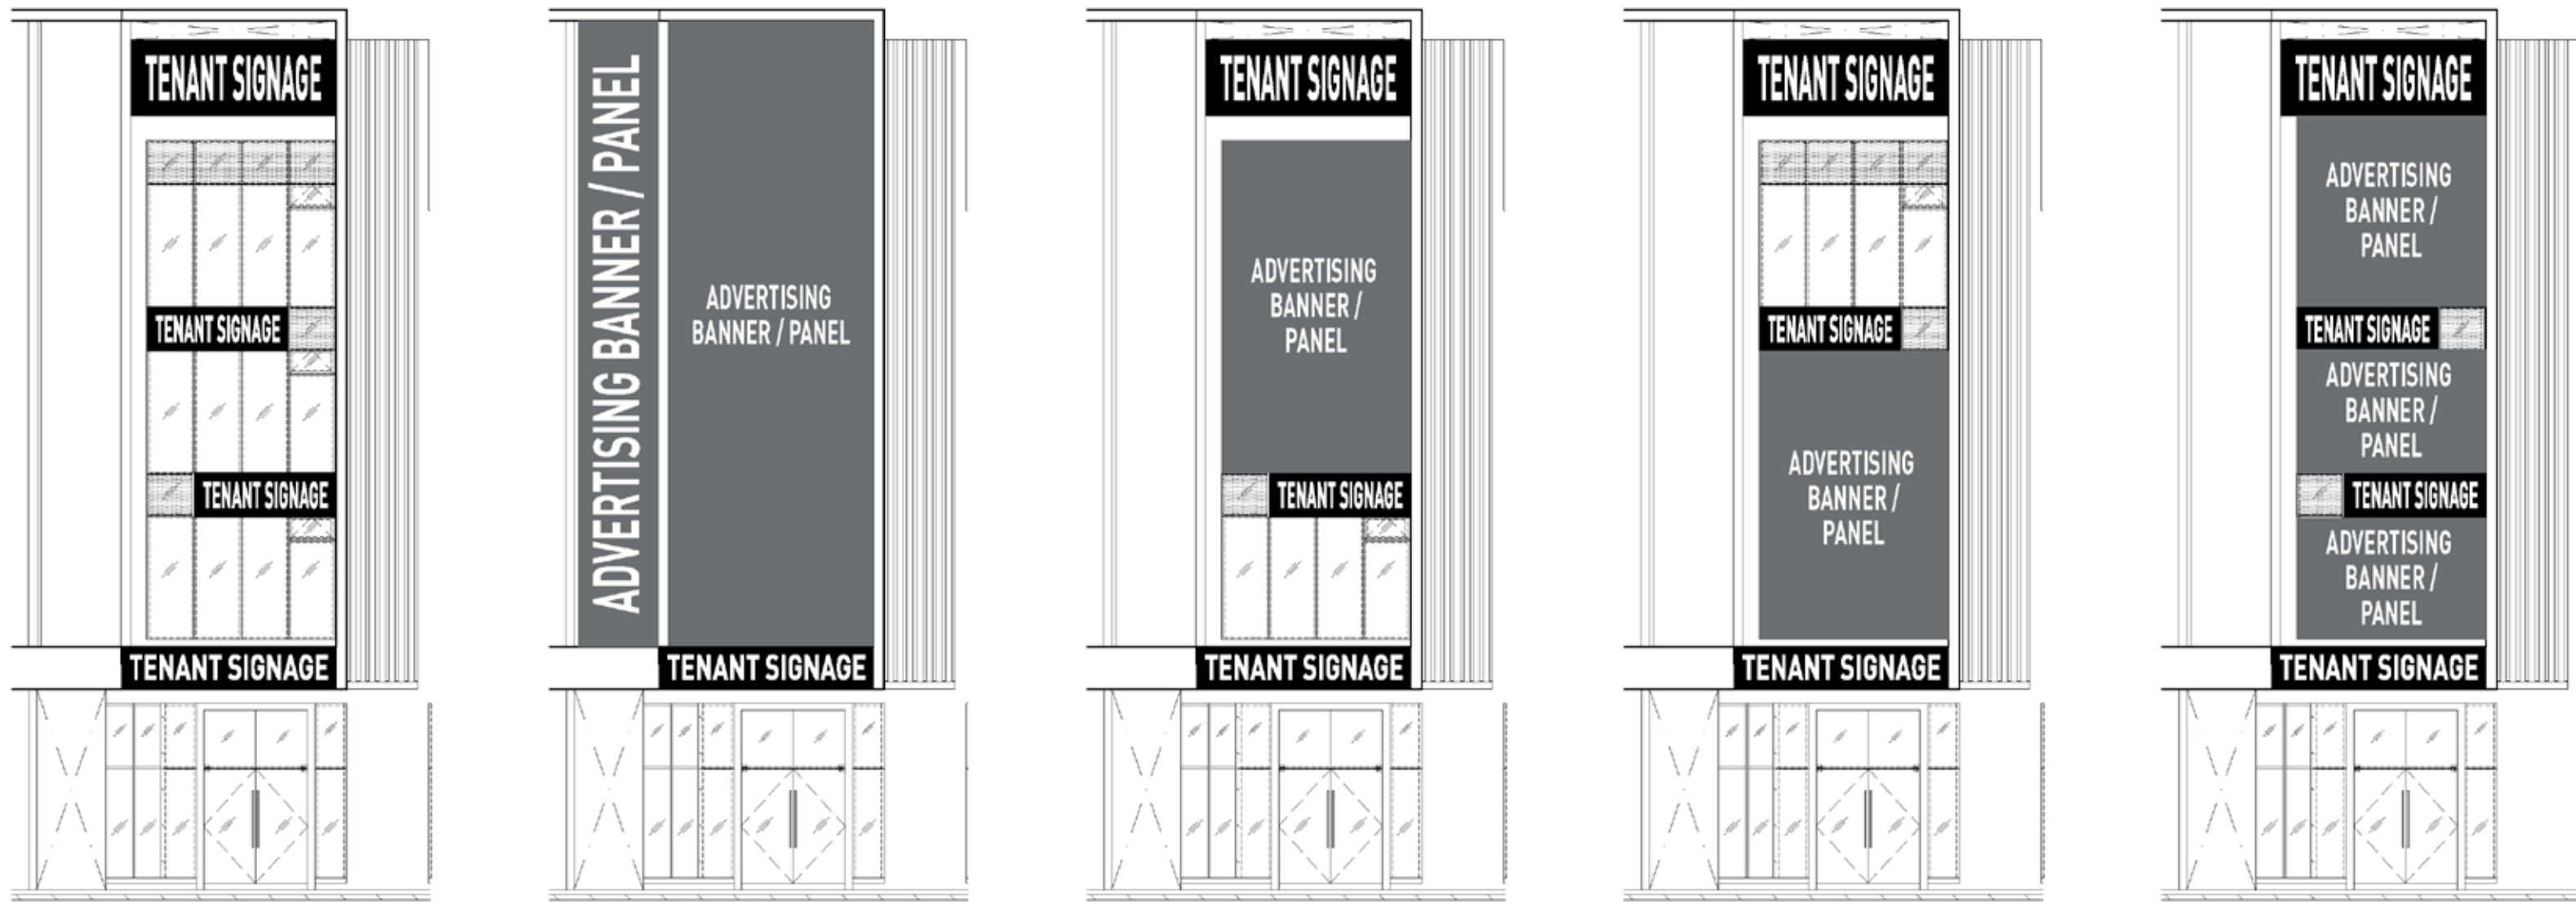 TENANT SIGNAGE
TENANT SIGNAGE
TENANT SIGNAGE
TENANT SIGNAGE
ADVERTISING BANNER / PANEL
ADVERTISING
BANNER / PANEL
TENANT SIGNAGE
TENANT SIGNAGE
ADVERTISING
BANNER /
PANEL
TENANT SIGNAGE
TENANT SIGNAGE
TENANT SIGNAGE
TENANT SIGNAGE
ADVERTISING
BANNER /
PANEL
TENANT SIGNAGE
TENANT SIGNAGE
ADVERTISING
BANNER /
PANEL
TENANT SIGNAGE
ADVERTISING
BANNER /
PANEL
TENANT SIGNAGE
ADVERTISING
BANNER /
PANEL
TENANT SIGNAGE